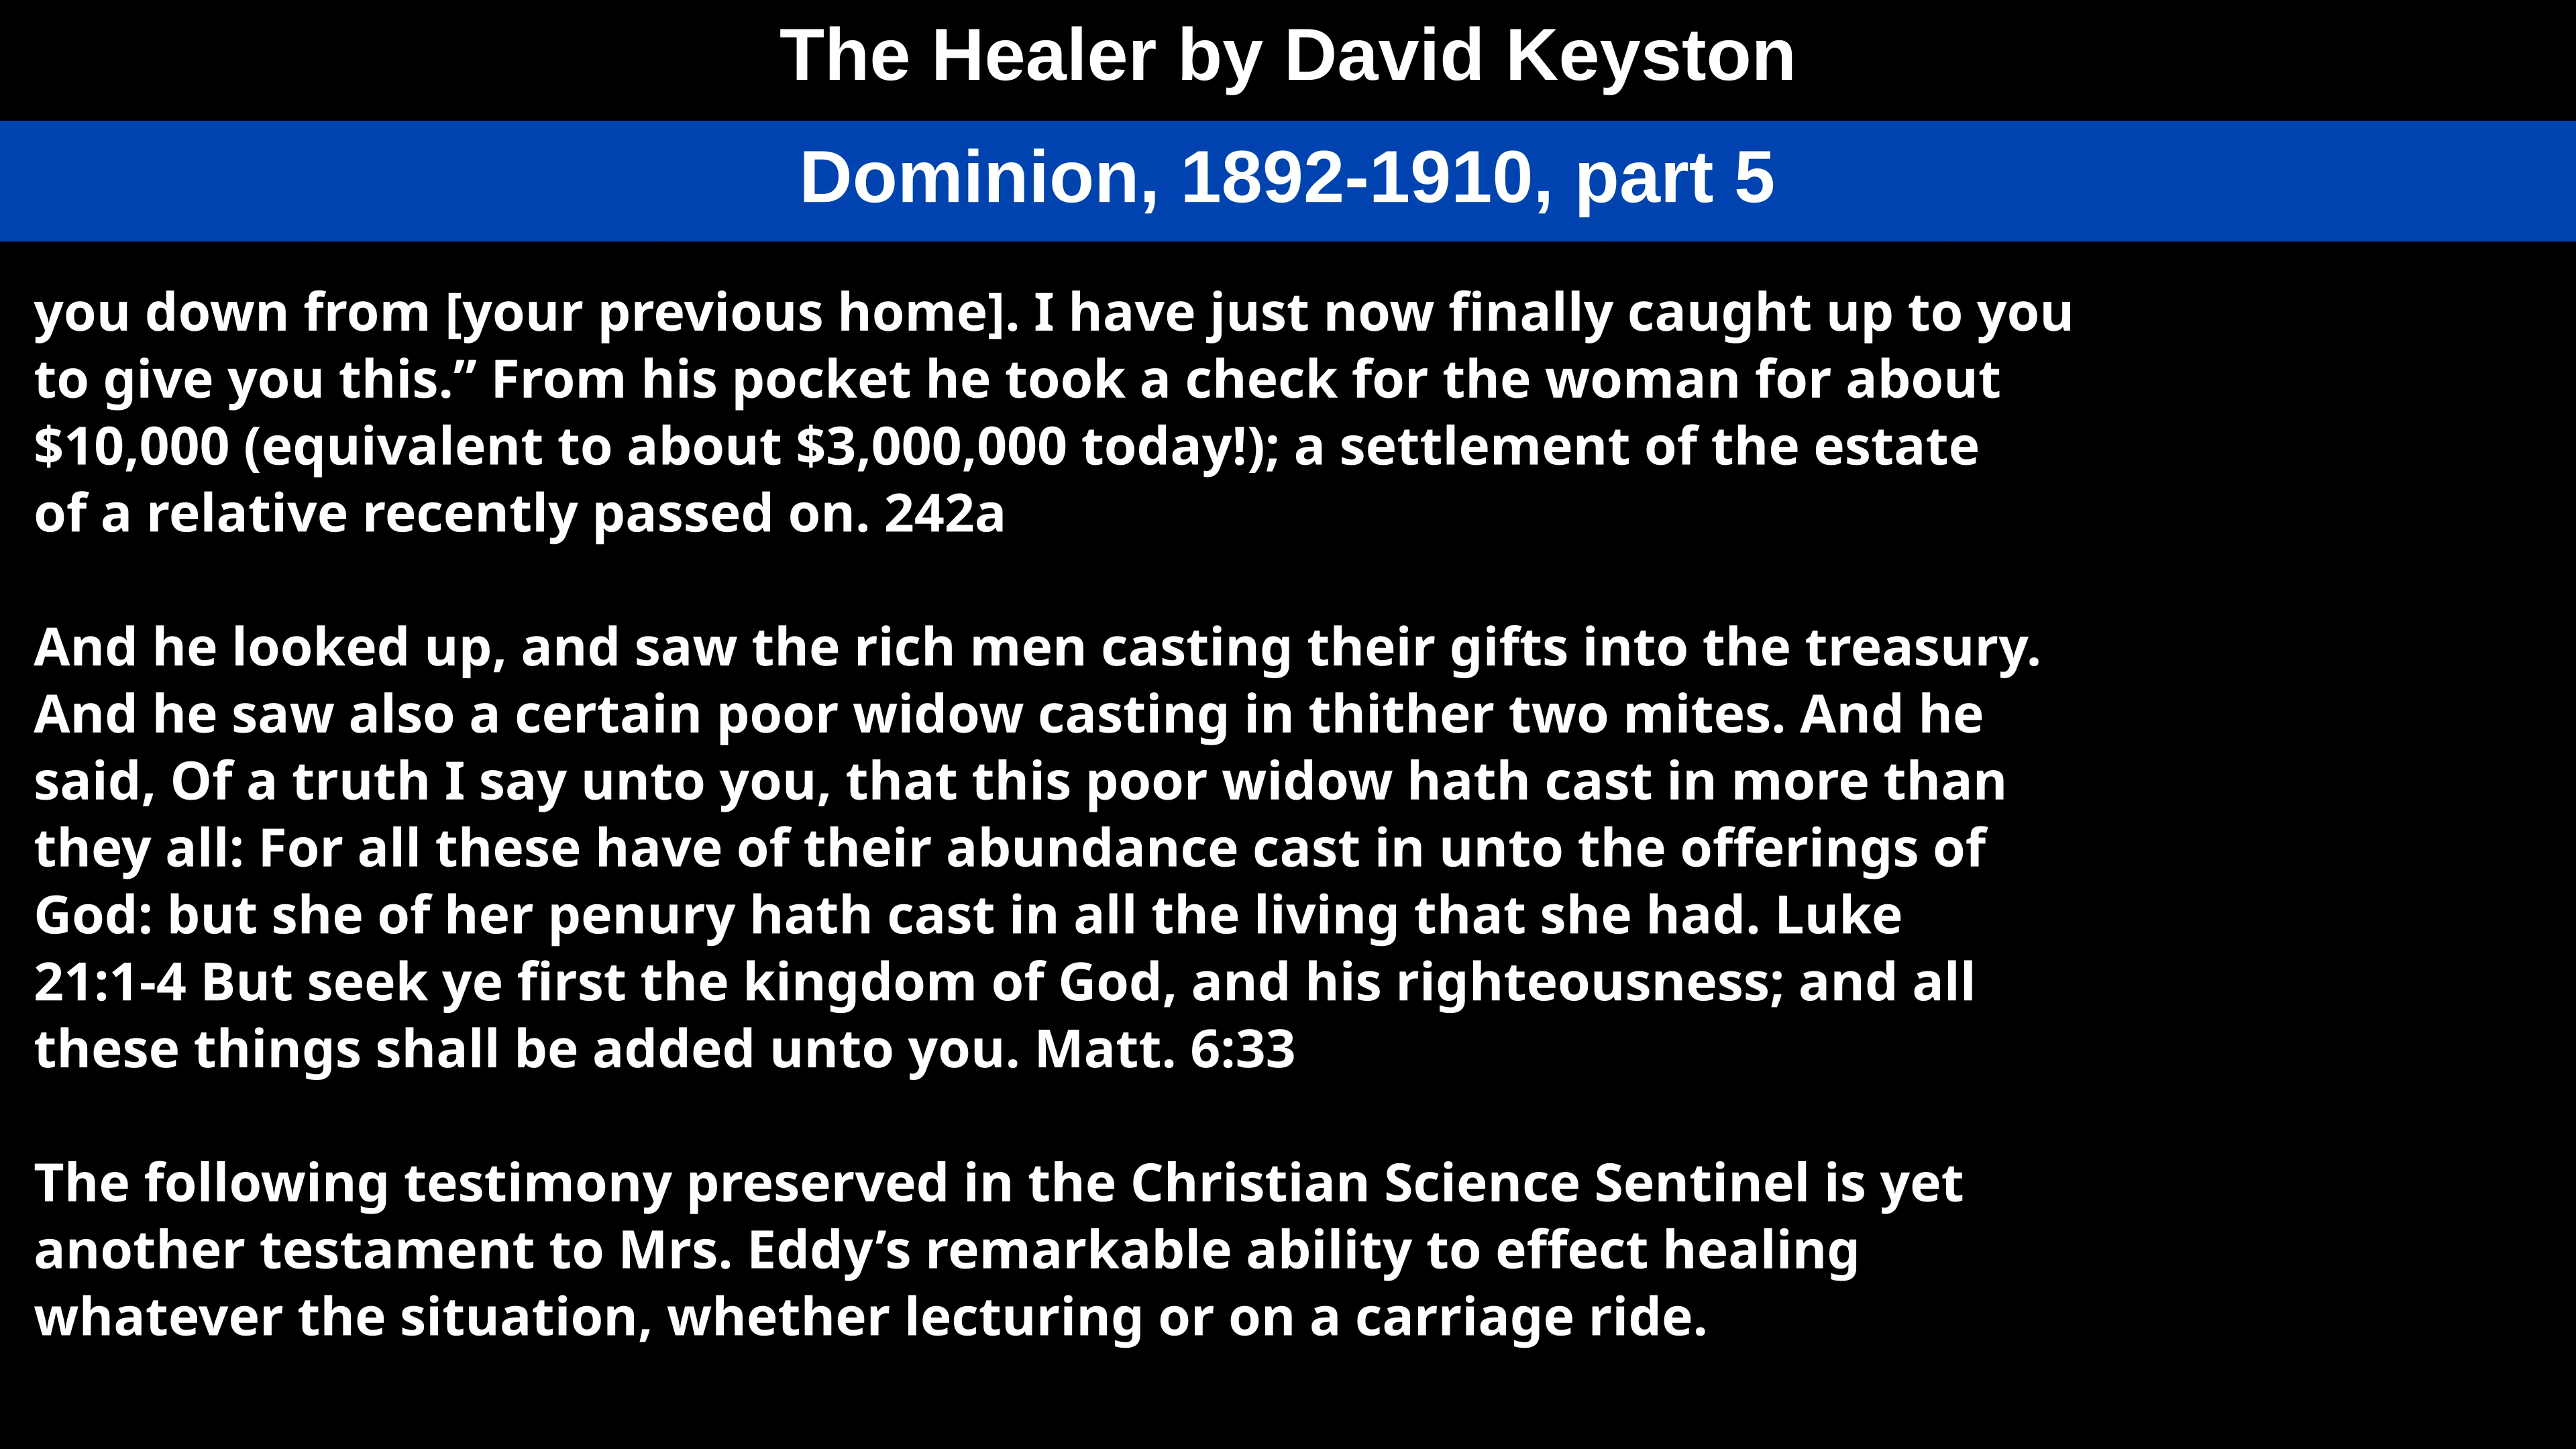 The Healer by David Keyston
Dominion, 1892-1910, part 5
you down from [your previous home]. I have just now finally caught up to you
to give you this.” From his pocket he took a check for the woman for about
$10,000 (equivalent to about $3,000,000 today!); a settlement of the estate
of a relative recently passed on. 242a
And he looked up, and saw the rich men casting their gifts into the treasury.
And he saw also a certain poor widow casting in thither two mites. And he
said, Of a truth I say unto you, that this poor widow hath cast in more than
they all: For all these have of their abundance cast in unto the offerings of
God: but she of her penury hath cast in all the living that she had. Luke
21:1-4 But seek ye first the kingdom of God, and his righteousness; and all
these things shall be added unto you. Matt. 6:33
The following testimony preserved in the Christian Science Sentinel is yet
another testament to Mrs. Eddy’s remarkable ability to effect healing
whatever the situation, whether lecturing or on a carriage ride.